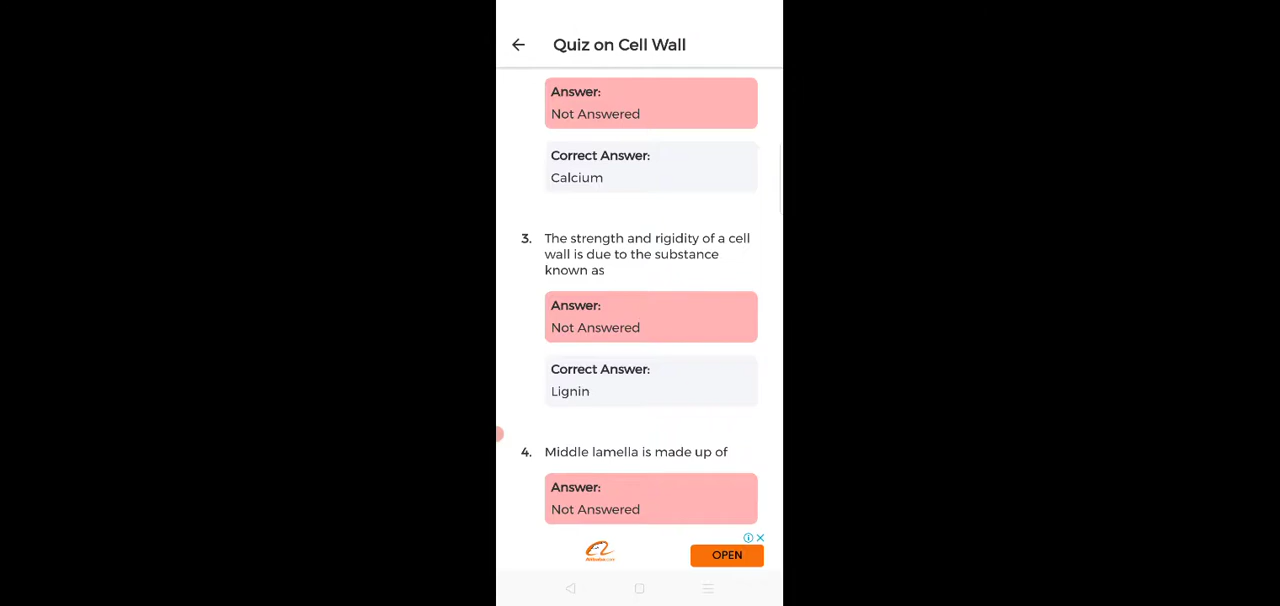 Quiz on Cell Wall
Answer:
Not Answered
Correct Answer:
Calcium
3. The strength and rigidity of a cell
wall is due to the substance
known as
Answer:
Not Answered
Correct Answer:
Lignin
4. Middle lamella is made up of
Answer:
Not Answered
Alibaba.com
OPEN